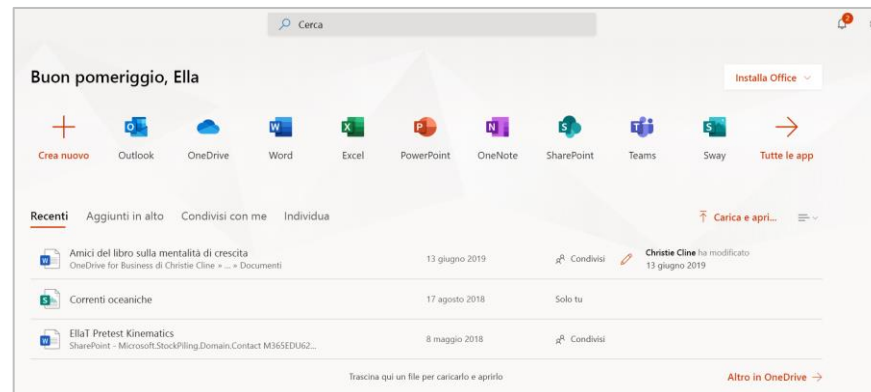 Cerca
2
Buon pomeriggio, Ella
Installa Office
Crea nuovo Outlook OneDrive Word Excel PowerPoint OneNote SharePoint Teams Sway Tutte le app
Recenti Aggiunti in alto Condivisi con me Individua Carica e apri...
Amici del libro sulla mentalità di crescita 13 giugno 2019 Condivisi Christie Cline ha modificato
OneDrive for Business di Christie Cline » ... » Documenti 13 giugno 2019
Correnti oceaniche 17 agosto 2018 Solo tu
EllaT Pretest Kinematics 8 maggio 2018 Condivisi
SharePoint - Microsoft.StockPiling.Domain.Contact M365EDU62...
Trascina qui un file per caricarlo e aprirlo Altro in OneDrive